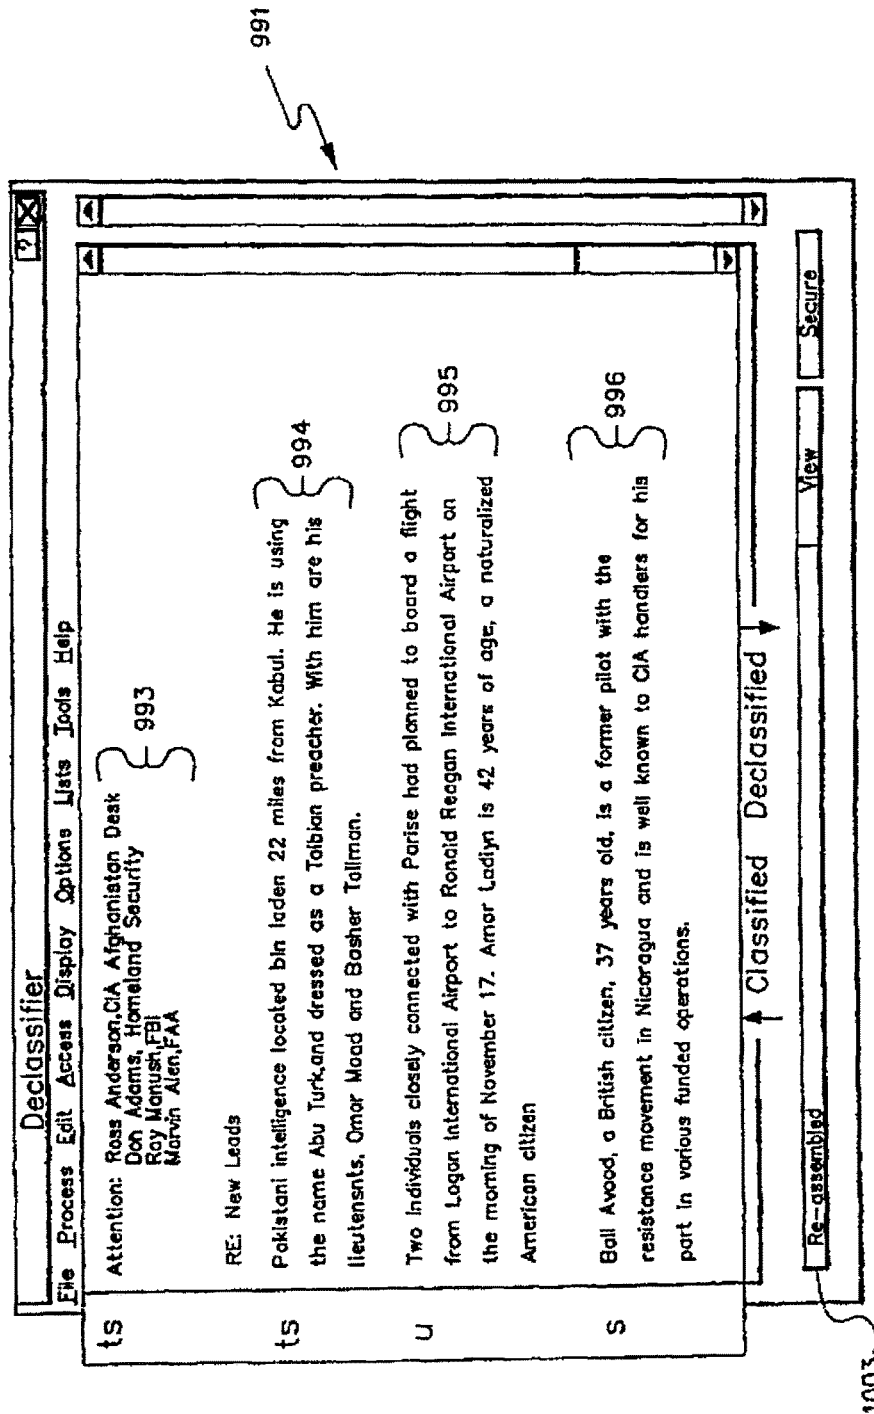 991
Declassifier
?
File Process Edit Access Display Options Lists Tools Help
ts
Attention: Ross Anderson,CIA Afghanistan Desk
Don Adams, Homeland Security
Ray Manush,FBI
Marvin Alen,FAA
993
RE: New Leads
ts
Pakistani intelligence located bin laden 22 miles from Kabul. He is using
the name Abu Turk,and dressed as a Talbian preacher. With him are his
lieutensnts, Omar Maad and Basher Tallman.
994
u
Two Individuals closely connected with Parise had planned to board a flight
from Logan International Airport to Ronald Reagan International Airport on
the morning of November 17. Amar Ladiyn is 42 years of age, a naturalized
American citizen
995
s
Ball Avood, a British citizen, 37 years old, is a former pilot with the
resistance movement in Nicaragua and is well known to CIA handlers for his
part in various funded operations.
996
Classified Declassified
Re-assembled View Secure
1003